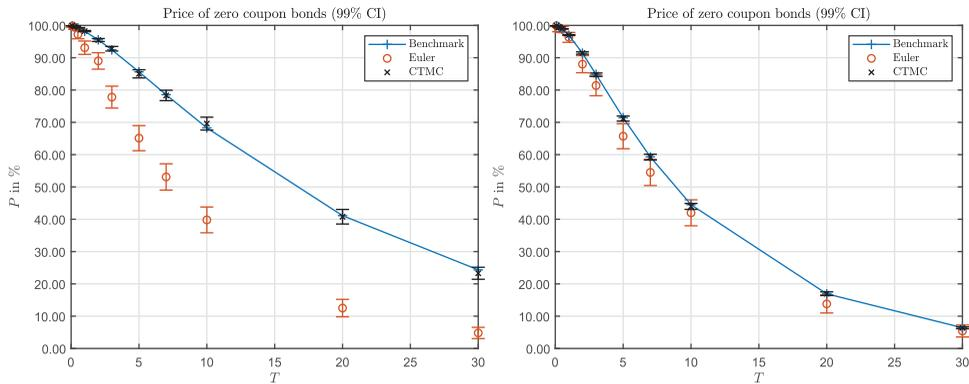 Price of zero coupon bonds (99% CI)
100.00
90.00
80.00
70.00
60.00
50.00
40.00
30.00
20.00
10.00
0.00
P in %
Benchmark
Euler
CTMC
0 5 10 15 20 25 30
T
Price of zero coupon bonds (99% CI)
100.00
90.00
80.00
70.00
60.00
50.00
40.00
30.00
20.00
10.00
0.00
P in %
Benchmark
Euler
CTMC
0 5 10 15 20 25 30
T